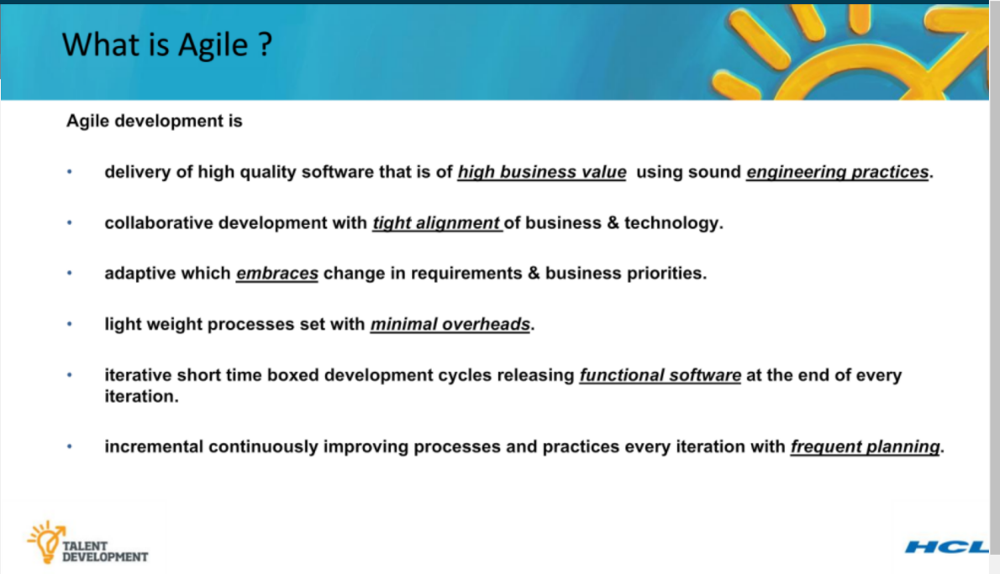 What is Agile ?
Agile development is
• delivery of high quality software that is of high business value using sound engineering practices.
• collaborative development with tight alignment of business & technology.
• adaptive which embraces change in requirements & business priorities.
• light weight processes set with minimal overheads.
• iterative short time boxed development cycles releasing functional software at the end of every
iteration.
• incremental continuously improving processes and practices every iteration with frequent planning.
TALENT
DEVELOPMENT
HCL